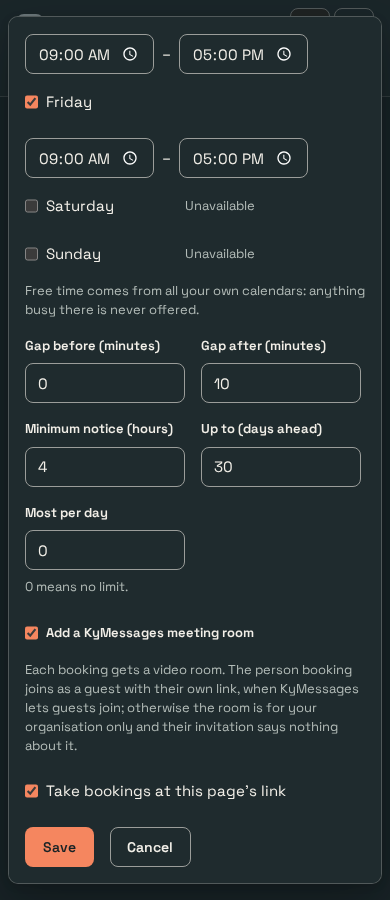 09:00 AM – 05:00 PM
Friday
09:00 AM – 05:00 PM
Saturday Unavailable
Sunday Unavailable
Free time comes from all your own calendars: anything
busy there is never offered.
Gap before (minutes) Gap after (minutes)
0 10
Minimum notice (hours) Up to (days ahead)
4 30
Most per day
0
0 means no limit.
Add a KyMessages meeting room
Each booking gets a video room. The person booking
joins as a guest with their own link, when KyMessages
lets guests join; otherwise the room is for your
organisation only and their invitation says nothing
about it.
Take bookings at this page's link
Save Cancel